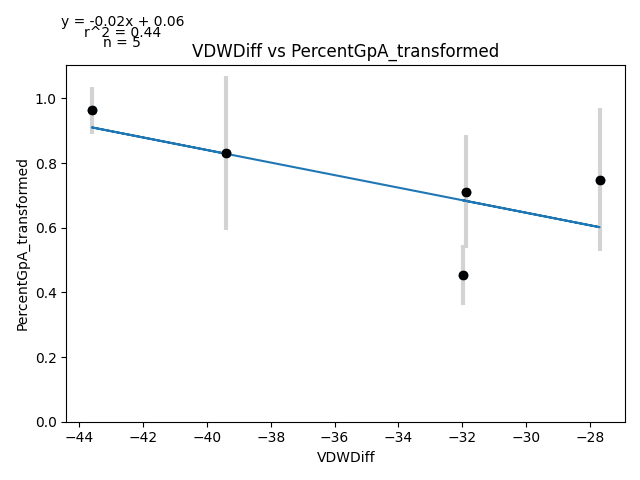 y = -0.02x + 0.06
r^2 = 0.44
n = 5
VDWDiff vs PercentGpA_transformed
PercentGpA_transformed
1.0
0.8
0.6
0.4
0.2
0.0
−44 −42 −40 −38 −36 −34 −32 −30 −28
VDWDiff